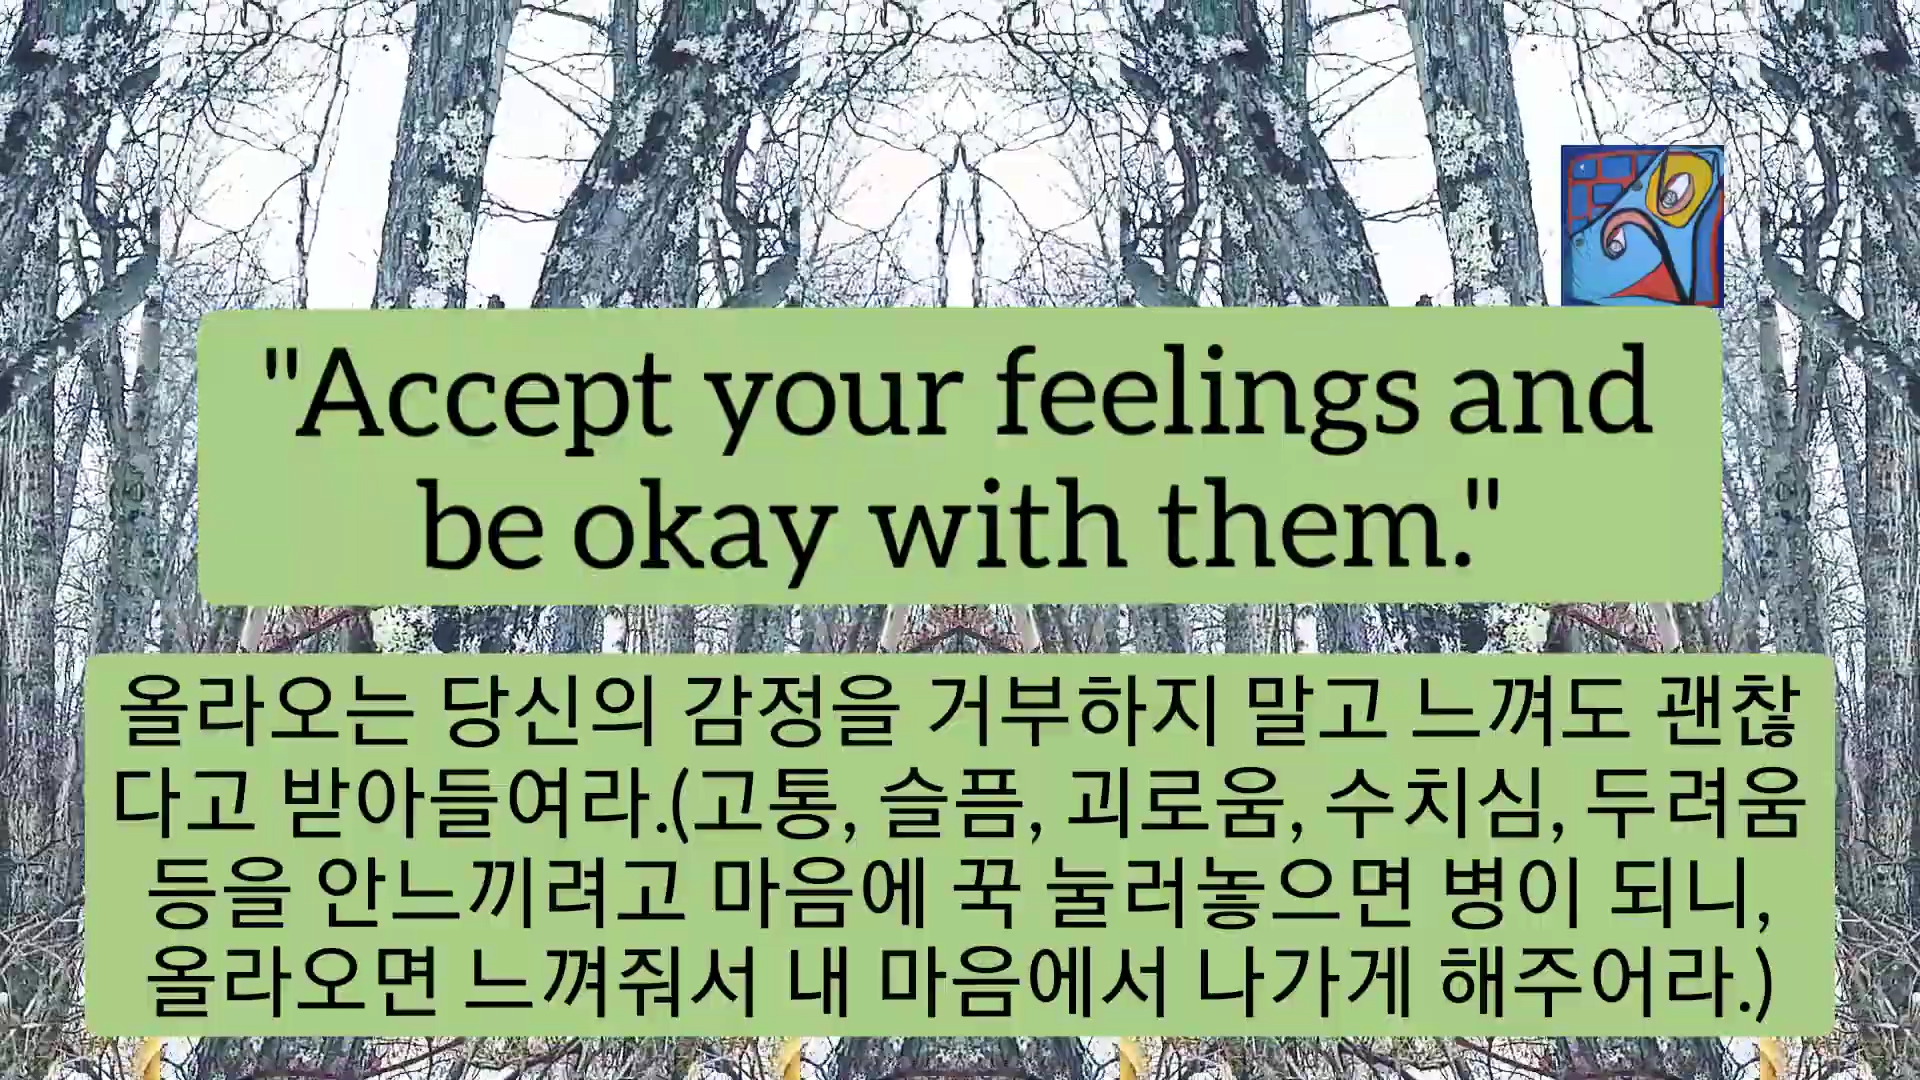 "Accept your feelings and
be okay with them."
올라오는 당신의 감정을 거부하지 말고 느껴도 괜찮
다고 받아들여라.(고통, 슬픔, 괴로움, 수치심, 두려움
등을 안느끼려고 마음에 꾹 눌러놓으면 병이 되니,
올라오면 느껴줘서 내 마음에서 나가게 해주어라.)